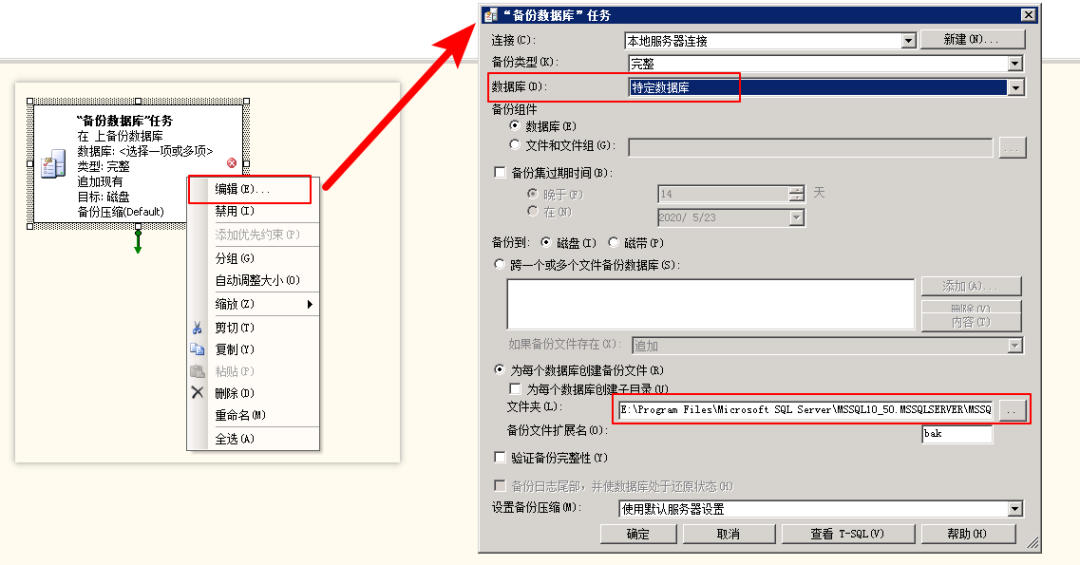 “备份数据库”任务
在 上备份数据库
数据库: <选择一项或多项>
类型: 完整
追加现有
目标: 磁盘
备份压缩(Default)
编辑(E)...
禁用(I)
添加优先约束(P)
分组(G)
自动调整大小(O)
缩放(Z)
剪切(T)
复制(Y)
粘贴(P)
删除(D)
重命名(M)
全选(A)
“备份数据库”任务
连接(C): 本地服务器连接 新建(N)...
备份类型(K): 完整
数据库(D): 特定数据库
备份组件
数据库(E)
文件和文件组(G): ...
备份集过期时间(B):
晚于(F) 14 天
在(N) 2020/ 5/23
备份到: 磁盘(I) 磁带(P)
跨一个或多个文件备份数据库(S):
添加(A)...
删除(V)
内容(T)
如果备份文件存在(X): 追加
为每个数据库创建备份文件(R)
为每个数据库创建子目录(U)
文件夹(L): E:\Program Files\Microsoft SQL Server\MSSQL10_50.MSSQLSERVER\MSSQ ..
备份文件扩展名(O): bak
验证备份完整性(Y)
备份日志尾部，并使数据库处于还原状态(H)
设置备份压缩(M): 使用默认服务器设置
确定 取消 查看 T-SQL(V) 帮助(H)